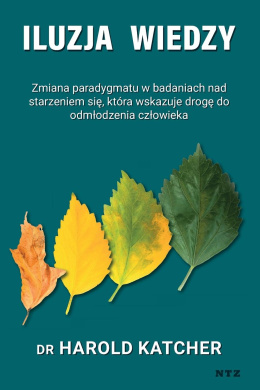 ILUZJA WIEDZY
Zmiana paradygmatu w badaniach nad
starzeniem się, która wskazuje drogę do
odmłodzenia człowieka
DR HAROLD KATCHER
NTZ